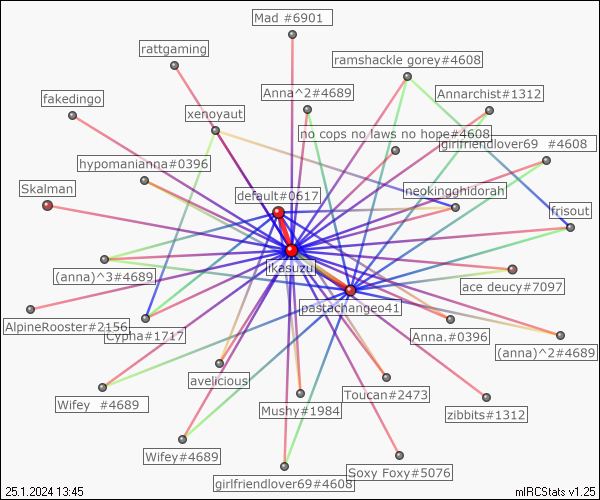 Mad #6901
rattgaming
ramshackle gorey#4608
Anna^2#4689
Annarchist#1312
fakedingo
xenoyaut
no cops no laws no hope#4608
girlfriendlover69 #4608
hypomanianna#0396
Skalman
default#0617
neokingghidorah
frisout
jkasuzu
(anna)^3#4689
ace deucy#7097
pastachangeo41
AlpineRooster#2156
Cypha#1717
Anna.#0396
(anna)^2#4689
avelicious
Toucan#2473
Wifey #4689
Mushy#1984
zibbits#1312
Wifey#4689
girlfriendlover69#4608
Soxy Foxy#5076
25.1.2024 13:45
mIRCStats v1.25